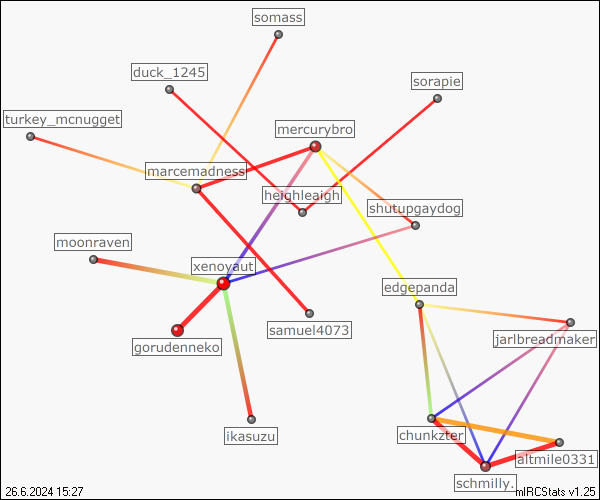 somass
duck_1245
sorapie
turkey_mcnugget
mercurybro
marcemadness
heighleaigh
shutupgaydog
moonraven
xenoyaut
edgepanda
samuel4073
jarlbreadmaker
gorudenneko
ikasuzu
chunkzter
altmile0331
schmilly.
26.6.2024 15:27
mIRCStats v1.25